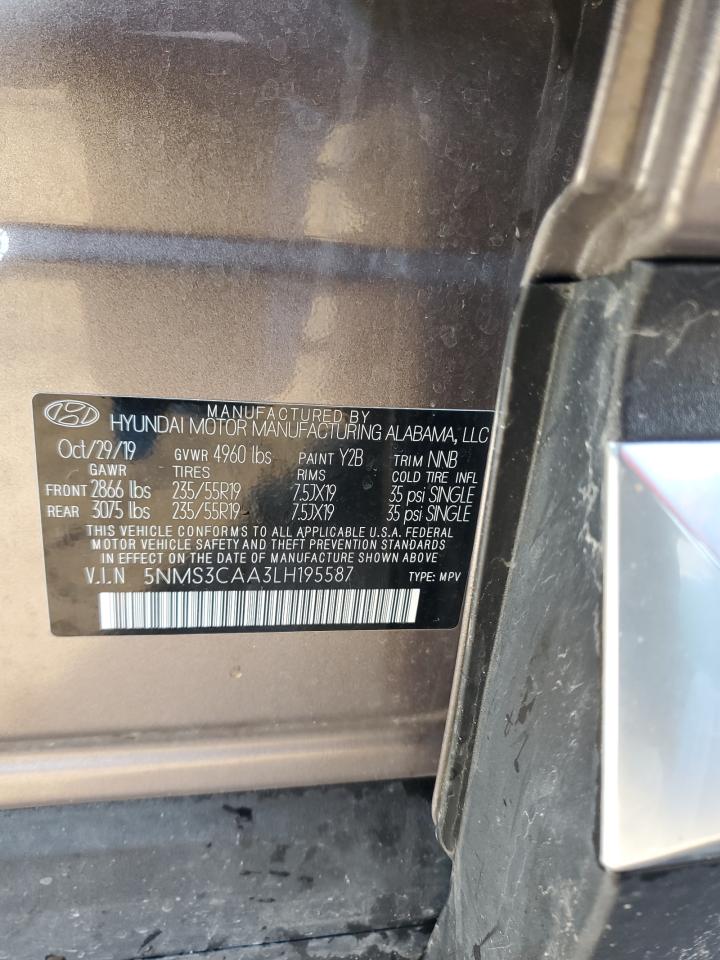 MANUFACTURED BY
HYUNDAI MOTOR MANUFACTURING ALABAMA, LLC
Oct/29/19 GVWR 4960 lbs PAINT Y2B TRIM NNB
GAWR TIRES RIMS COLD TIRE INFL
FRONT 2866 lbs 235/55R19 7.5JX19 35 psi SINGLE
REAR 3075 lbs 235/55R19 7.5JX19 35 psi SINGLE
THIS VEHICLE CONFORMS TO ALL APPLICABLE U.S.A. FEDERAL
MOTOR VEHICLE SAFETY AND THEFT PREVENTION STANDARDS
IN EFFECT ON THE DATE OF MANUFACTURE SHOWN ABOVE
V.I.N 5NMS3CAA3LH195587 TYPE: MPV